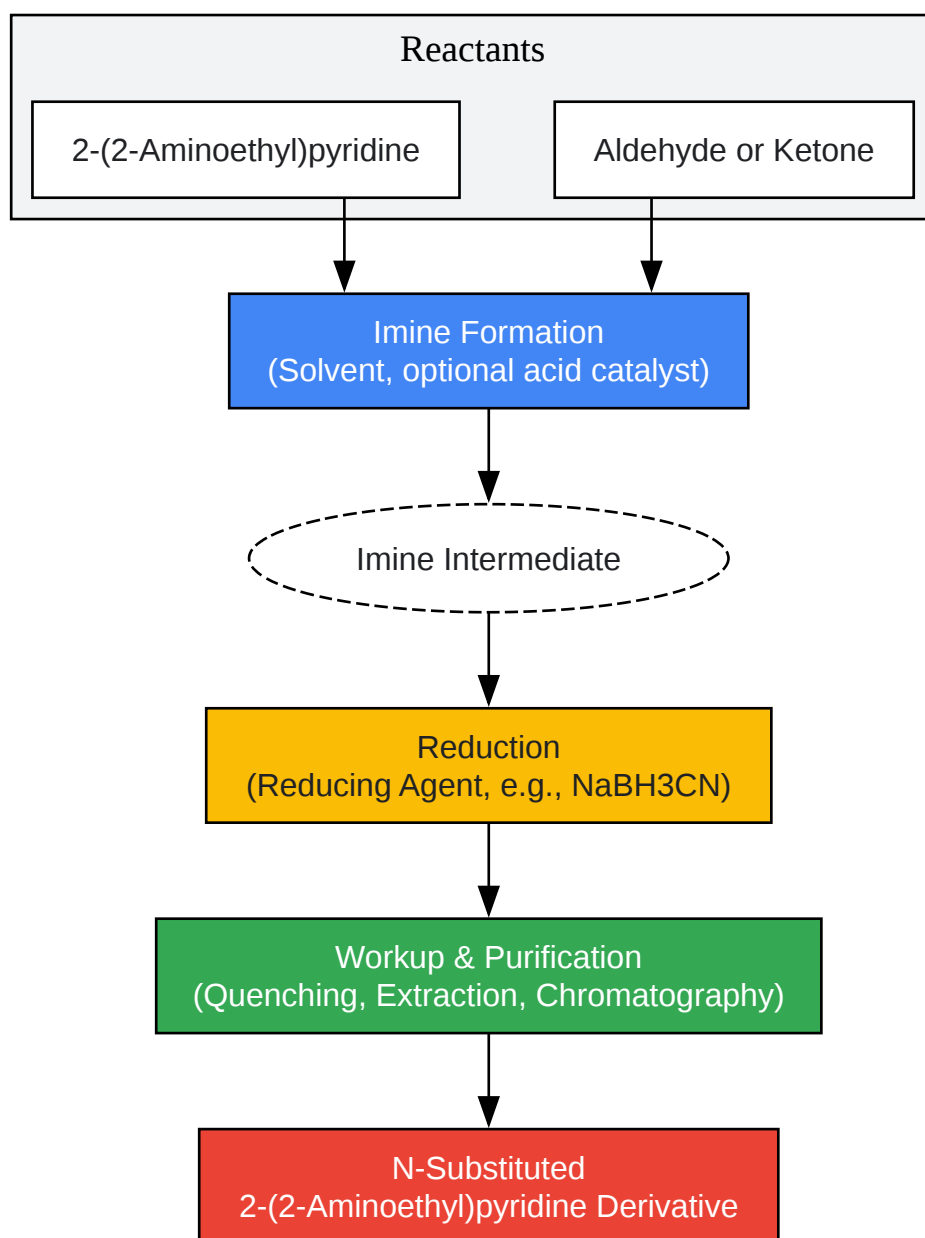 Reactants
2-(2-Aminoethyl)pyridine
Aldehyde or Ketone
Imine Formation
(Solvent, optional acid catalyst)
Imine Intermediate
Reduction
(Reducing Agent, e.g., NaBH3CN)
Workup & Purification
(Quenching, Extraction, Chromatography)
N-Substituted
2-(2-Aminoethyl)pyridine Derivative